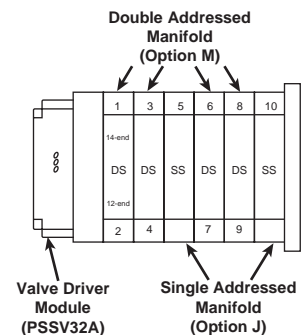 Double Addressed
Manifold
(Option M)
1 3 5 6 8 10
14-end
DS DS SS DS DS SS
12-end
2 4 7 9
Valve Driver
Module
(PSSV32A)
Single Addressed
Manifold
(Option J)